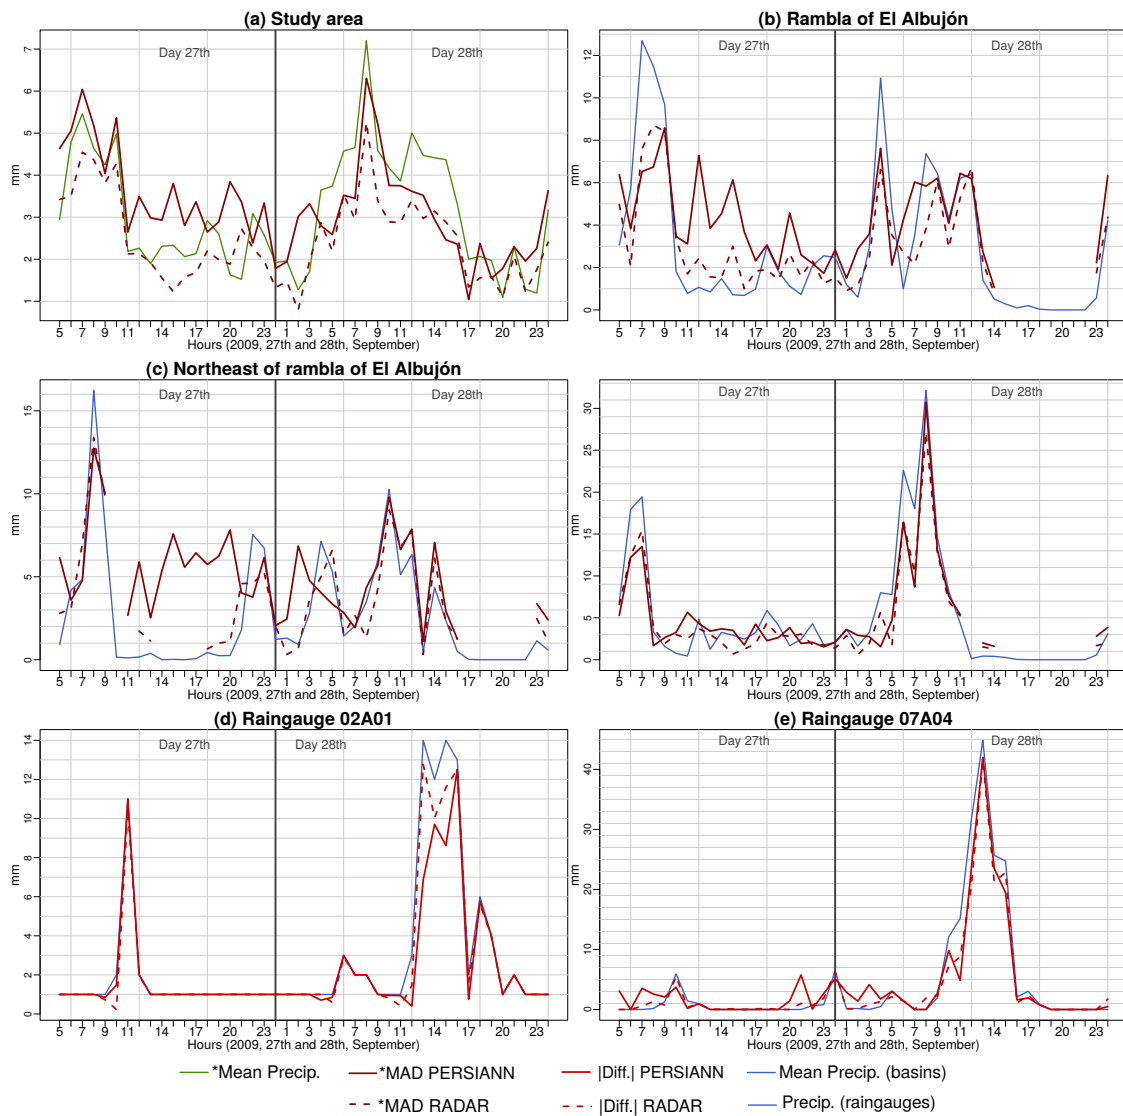 (a) Study area
(b) Rambla of El Albujón
Day 27th
Day 28th
Day 27th
Day 28th
mm
1 2 3 4 5 6 7
mm
0 2 4 6 8 10 12
5 7 9 11 14 17 20 23 1 3 5 7 9 11 14 17 20 23
5 7 9 11 14 17 20 23 1 3 5 7 9 11 14 17 20 23
Hours (2009, 27th and 28th, September)
Hours (2009, 27th and 28th, September)
(c) Northeast of rambla of El Albujón
Day 27th
Day 28th
Day 27th
Day 28th
mm
0 5 10 15
mm
0 5 10 15 20 25 30
5 7 9 11 14 17 20 23 1 3 5 7 9 11 14 17 20 23
5 7 9 11 14 17 20 23 1 3 5 7 9 11 14 17 20 23
Hours (2009, 27th and 28th, September)
Hours (2009, 27th and 28th, September)
(d) Raingauge 02A01
(e) Raingauge 07A04
Day 27th
Day 28th
Day 27th
Day 28th
mm
0 2 4 6 8 10 12 14
mm
0 10 20 30 40
5 7 9 11 14 17 20 23 1 3 5 7 9 11 14 17 20 23
5 7 9 11 14 17 20 23 1 3 5 7 9 11 14 17 20 23
Hours (2009, 27th and 28th, September)
Hours (2009, 27th and 28th, September)
*Mean Precip.
*MAD PERSIANN
|Diff.| PERSIANN
Mean Precip. (basins)
*MAD RADAR
|Diff.| RADAR
Precip. (raingauges)